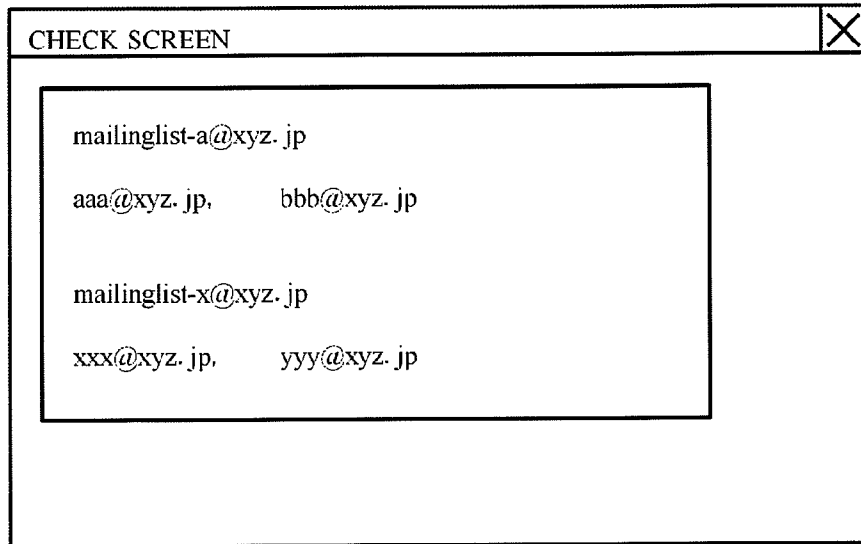 CHECK SCREEN
mailinglist-a@xyz.jp
aaa@xyz.jp, bbb@xyz.jp
mailinglist-x@xyz.jp
xxx@xyz.jp, yyy@xyz.jp